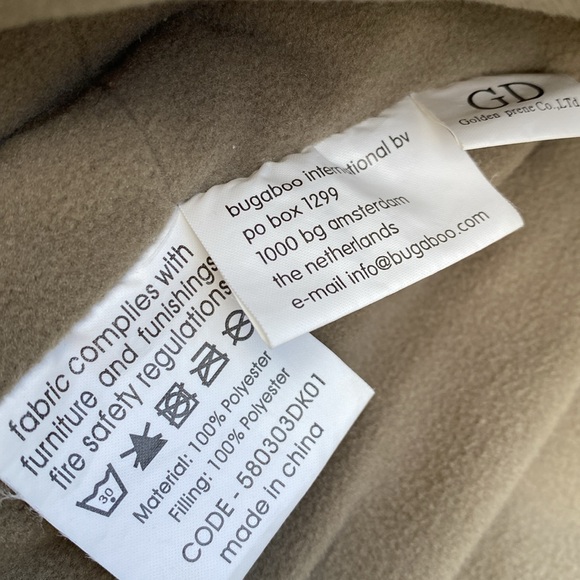 GD
Golden prene Co.,LTd
bugaboo international bv
po box 1299
1000 bg amsterdam
the netherlands
e-mail info@bugaboo.com
fabric complies with
furniture and furnishings
fire safety regulations
30
Material: 100% Polyester
Filling: 100% Polyester
CODE - 580303DK01
made in china